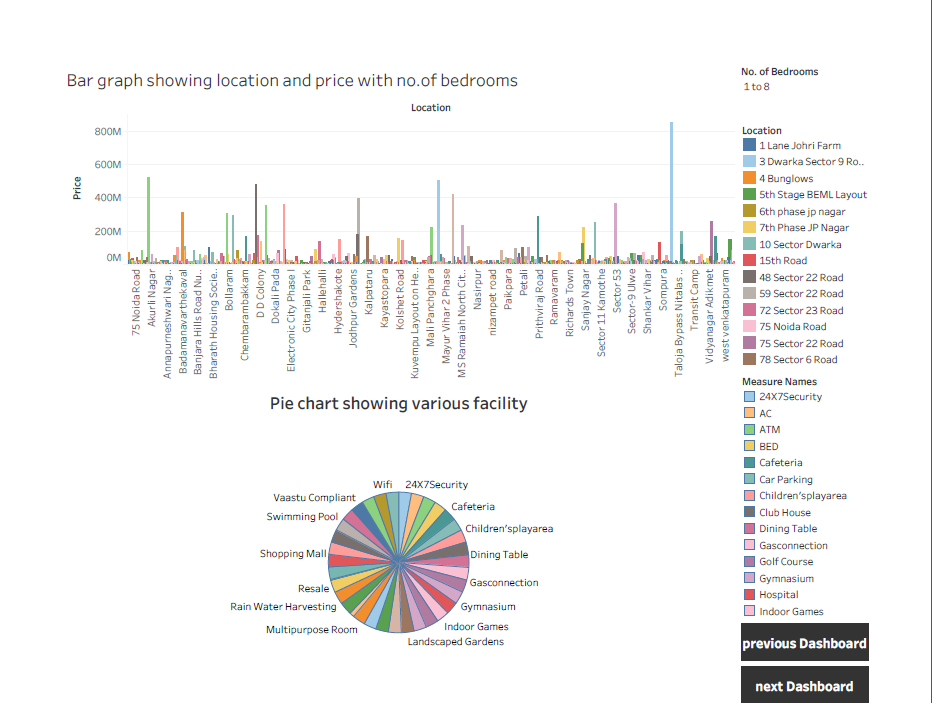 Bar graph showing location and price with no.of bedrooms
Location
Price
800M
600M
400M
200M
0M
75 Noida Road
Akurli Nagar
Annapurneshwari Nag..
Badamanavarthekaval
Banjara Hills Road Nu..
Bharath Housing Socie..
Bollaram
Chembarambakkam
D D Colony
Dokali Pada
Electronic City Phase I
Gitanjali Park
Hallehalli
Hydershakote
Jodhpur Gardens
Kalpataru
Kayastopara
Kolshet Road
Kuvempu Layout on He..
Mali Panchghara
Mayur Vihar 2 Phase
M S Ramaiah North Cit..
Nasirpur
nizampet road
Paikpara
Petali
Prithviraj Road
Ramavaram
Richards Town
Sanjay Nagar
Sector 11 Kamothe
Sector 53
Sector-9 Ulwe
Shankar Vihar
Sompura
Taloja Bypass Nitalas ..
Transit Camp
Vidyanagar Adikmet
west venkatapuram
No. of Bedrooms
1 to 8
Location
1 Lane Johri Farm
3 Dwarka Sector 9 Ro..
4 Bunglows
5th Stage BEML Layout
6th phase jp nagar
7th Phase JP Nagar
10 Sector Dwarka
15th Road
48 Sector 22 Road
59 Sector 22 Road
72 Sector 23 Road
75 Noida Road
75 Sector 22 Road
78 Sector 6 Road
Measure Names
24X7Security
AC
ATM
BED
Cafeteria
Car Parking
Children'splayarea
Club House
Dining Table
Gasconnection
Golf Course
Gymnasium
Hospital
Indoor Games
Pie chart showing various facility
Wifi
24X7Security
Vaastu Compliant
Cafeteria
Swimming Pool
Children'splayarea
Shopping Mall
Dining Table
Resale
Gasconnection
Rain Water Harvesting
Gymnasium
Multipurpose Room
Indoor Games
Landscaped Gardens
previous Dashboard
next Dashboard